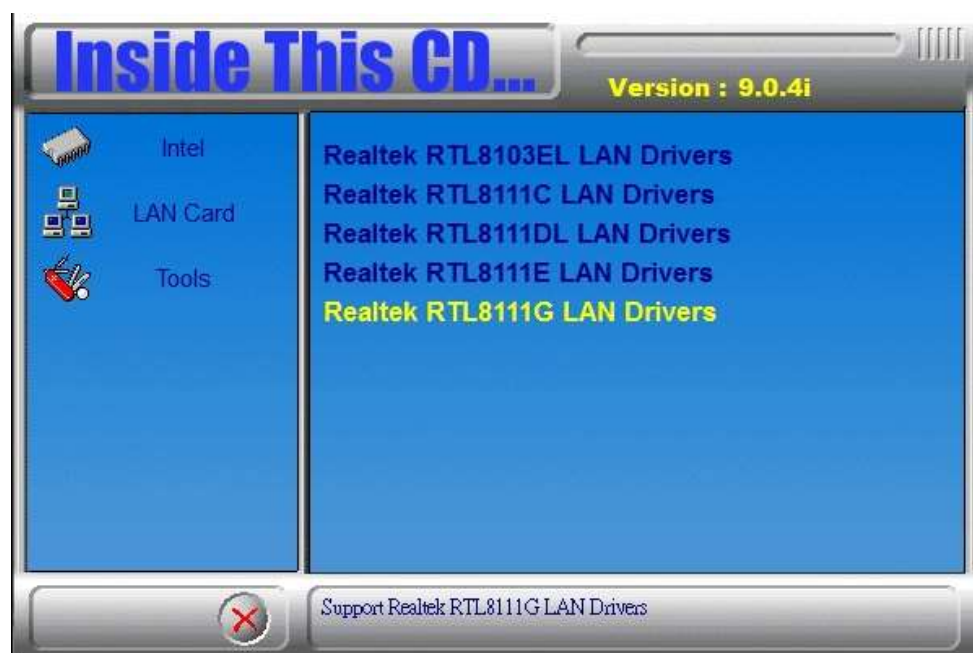 Inside This CD...
Version : 9.0.4i
Intel
LAN Card
Tools
Realtek RTL8103EL LAN Drivers
Realtek RTL8111C LAN Drivers
Realtek RTL8111DL LAN Drivers
Realtek RTL8111E LAN Drivers
Realtek RTL8111G LAN Drivers
Support Realtek RTL8111G LAN Drivers